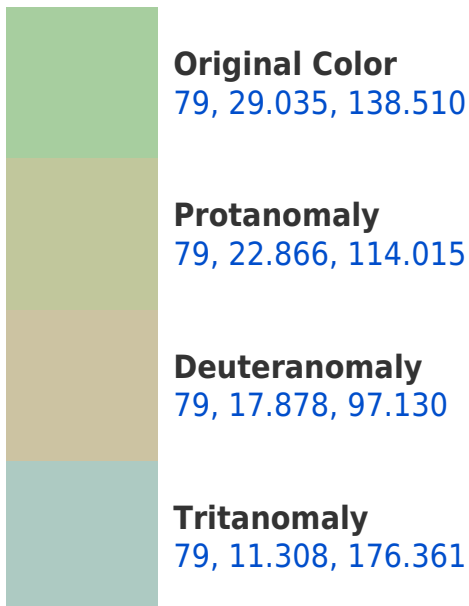 Original Color
79, 29.035, 138.510
Protanomaly
79, 22.866, 114.015
Deuteranomaly
79, 17.878, 97.130
Tritanomaly
79, 11.308, 176.361